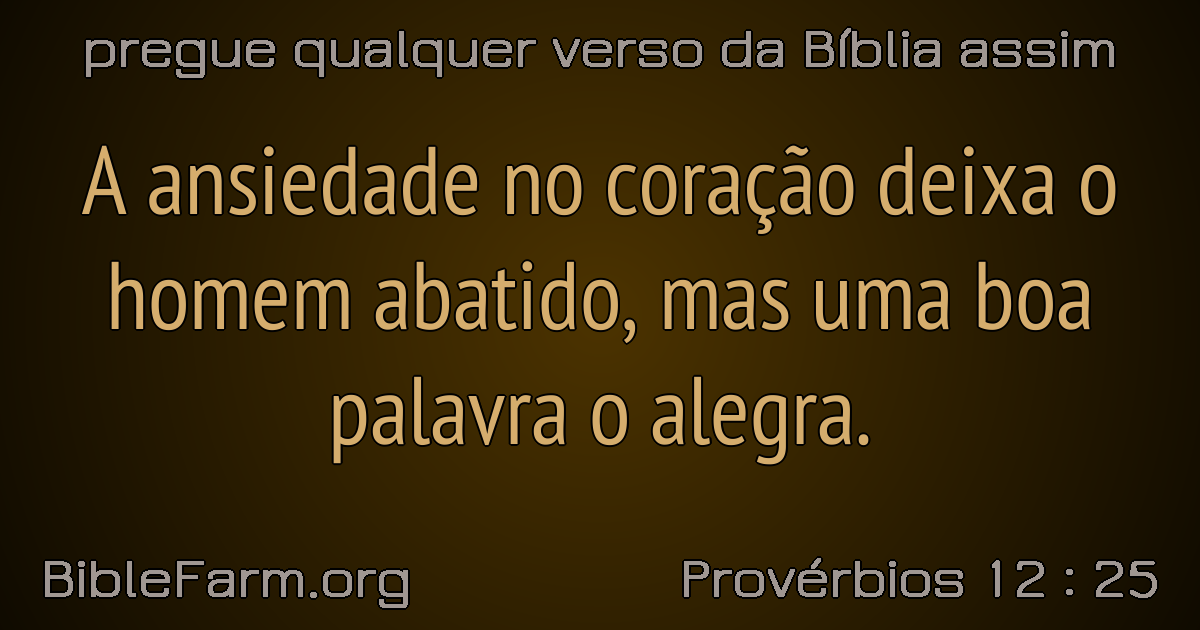 pregue qualquer verso da Bíblia assim
A ansiedade no coração deixa o
homem abatido, mas uma boa
palavra o alegra.
BibleFarm.org
Provérbios 12 : 25